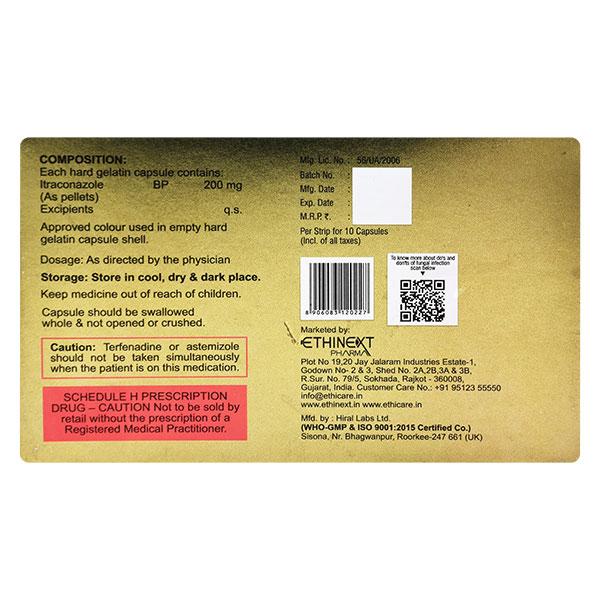 COMPOSITION:
Each hard gelatin capsule contains:
Itraconazole BP 200 mg
(As pellets)
Excipients q.s.
Approved colour used in empty hard
gelatin capsule shell.
Dosage: As directed by the physician
Storage: Store in cool, dry & dark place.
Keep medicine out of reach of children.
Capsule should be swallowed
whole & not opened or crushed.
Caution: Terfenadine or astemizole
should not be taken simultaneously
when the patient is on this medication.
SCHEDULE H PRESCRIPTION
DRUG – CAUTION Not to be sold by
retail without the prescription of a
Registered Medical Practitioner.
Mfg. Lic. No. : 56/UA/2006
Batch No. :
Mfg. Date :
Exp. Date :
M.R.P. ₹. :
Per Strip for 10 Capsules
(Incl. of all taxes)
8 906083 120227
To know more about do's and
don'ts of fungal infection
scan below
Marketed by:
ETHINEXT
PHARMA
Plot No 19,20 Jay Jalaram Industries Estate-1,
Godown No- 2 & 3, Shed No. 2A,2B,3A & 3B,
R.Sur. No. 79/5, Sokhada, Rajkot - 360008,
Gujarat, India. Customer Care No.: +91 95123 55550
info@ethicare.in
www.ethinext.in www.ethicare.in
Mfd. by : Hiral Labs Ltd.
(WHO-GMP & ISO 9001:2015 Certified Co.)
Sisona, Nr. Bhagwanpur, Roorkee-247 661 (UK)